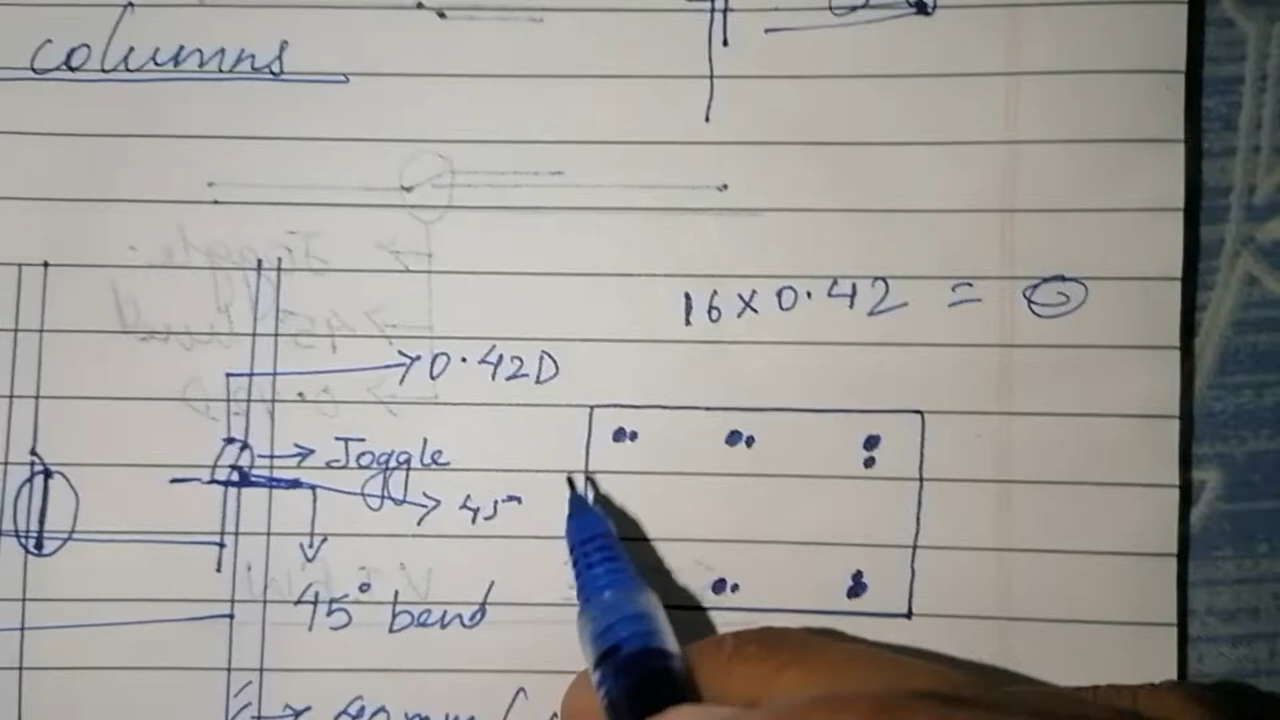 columns
16 × 0.42 =
→ 0.42D
→ Joggle
→ 45°
45° bend